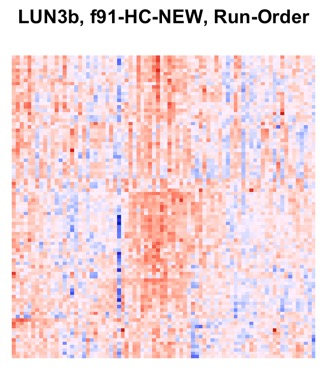 LUN3b, f91-HC-NEW, Run-Order